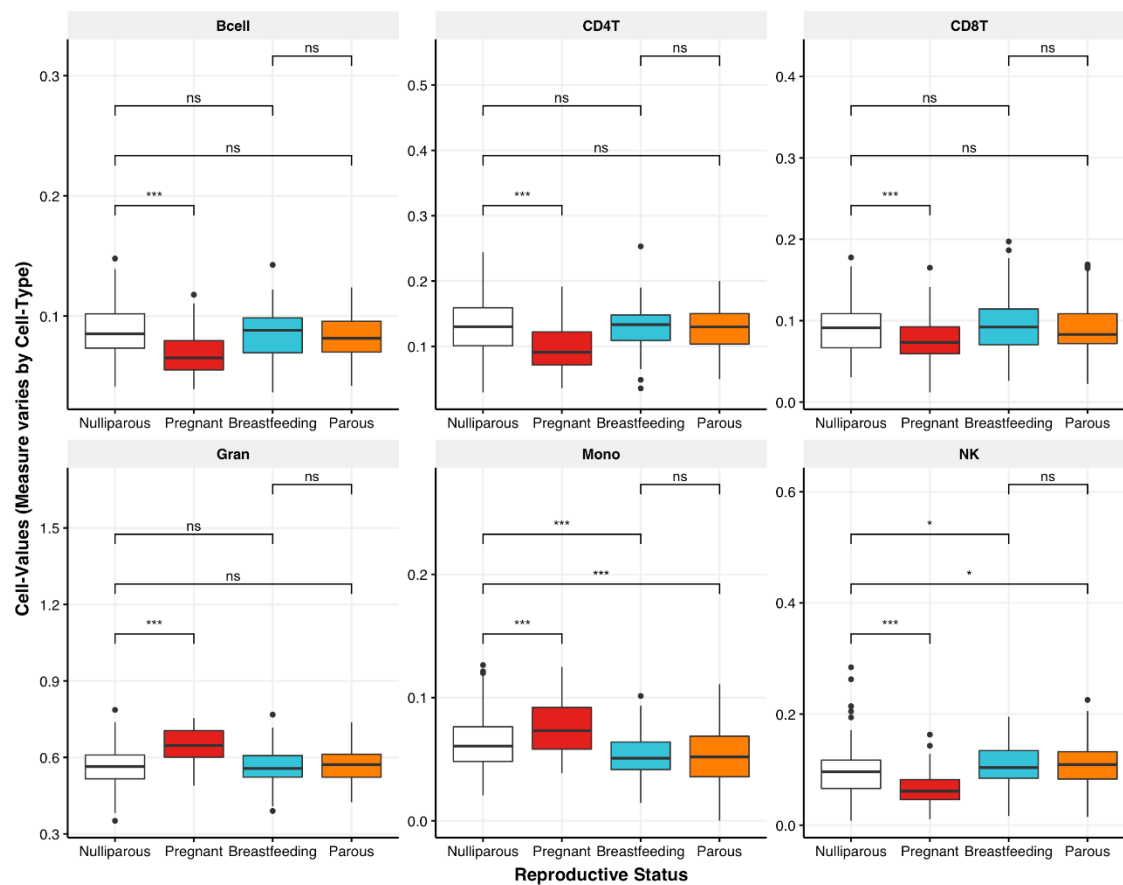 Bcell CD4T CD8T
ns ns ns
0.3 0.5 0.4
ns ns ns
0.4
ns ns ns
0.3
0.2 *** 0.3 *** ***
0.2
0.2
0.1 0.1
0.1
0.0
Nulliparous Pregnant Breastfeeding Parous Nulliparous Pregnant Breastfeeding Parous Nulliparous Pregnant Breastfeeding Parous
Cell-Values (Measure varies by Cell-Type)
Gran Mono NK
ns ns ns
0.6
1.5 ns *** *
0.2
ns *** *
1.2 0.4
*** *** ***
0.9
0.1 0.2
0.6
0.0 0.0
0.3
Nulliparous Pregnant Breastfeeding Parous Nulliparous Pregnant Breastfeeding Parous Nulliparous Pregnant Breastfeeding Parous
Reproductive Status